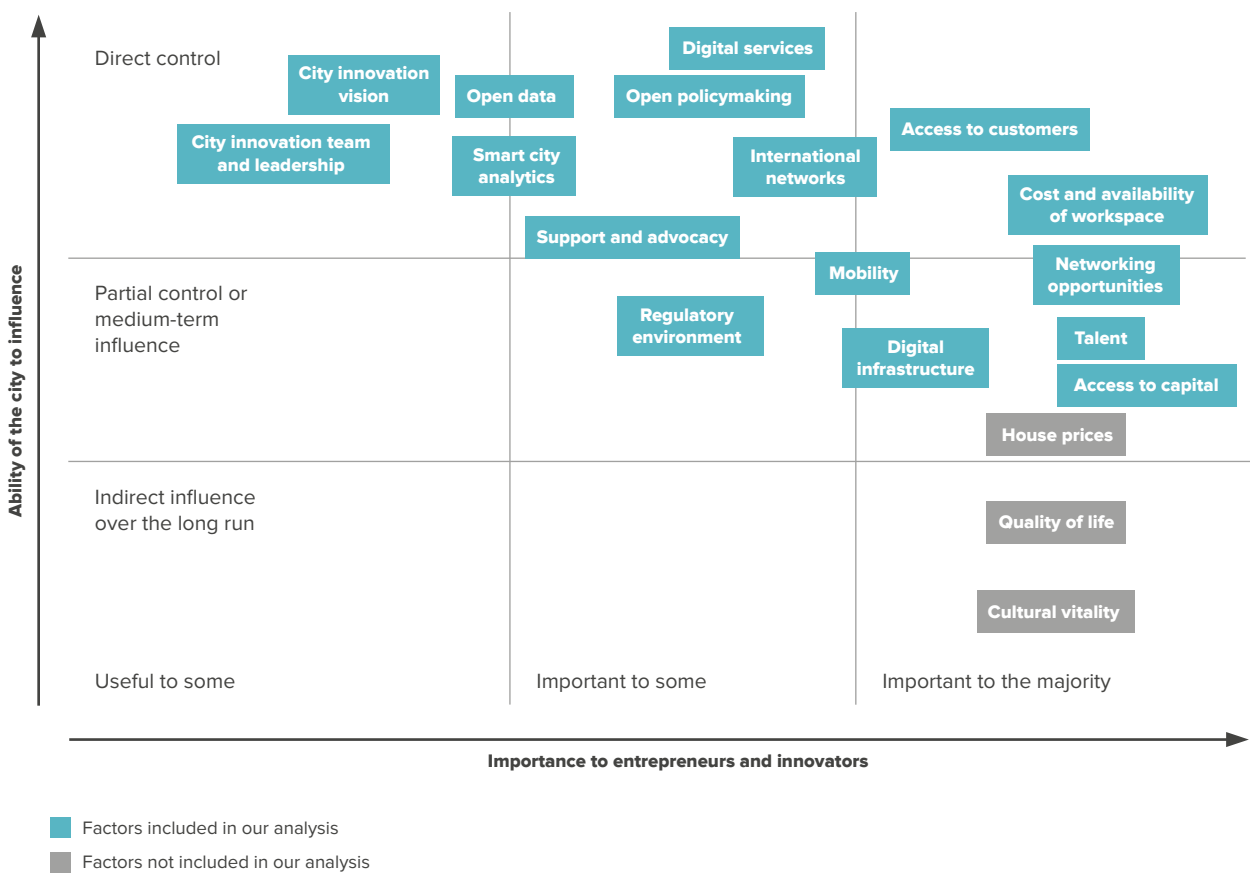 Ability of the city to influence
Direct control
City innovation
vision
Open data
Digital services
Open policymaking
Access to customers
City innovation team
and leadership
Smart city
analytics
International
networks
Cost and availability
of workspace
Support and advocacy
Mobility
Networking
opportunities
Partial control or
medium-term
influence
Regulatory
environment
Digital
infrastructure
Talent
Access to capital
House prices
Indirect influence
over the long run
Quality of life
Cultural vitality
Useful to some
Important to some
Important to the majority
Importance to entrepreneurs and innovators
Factors included in our analysis
Factors not included in our analysis